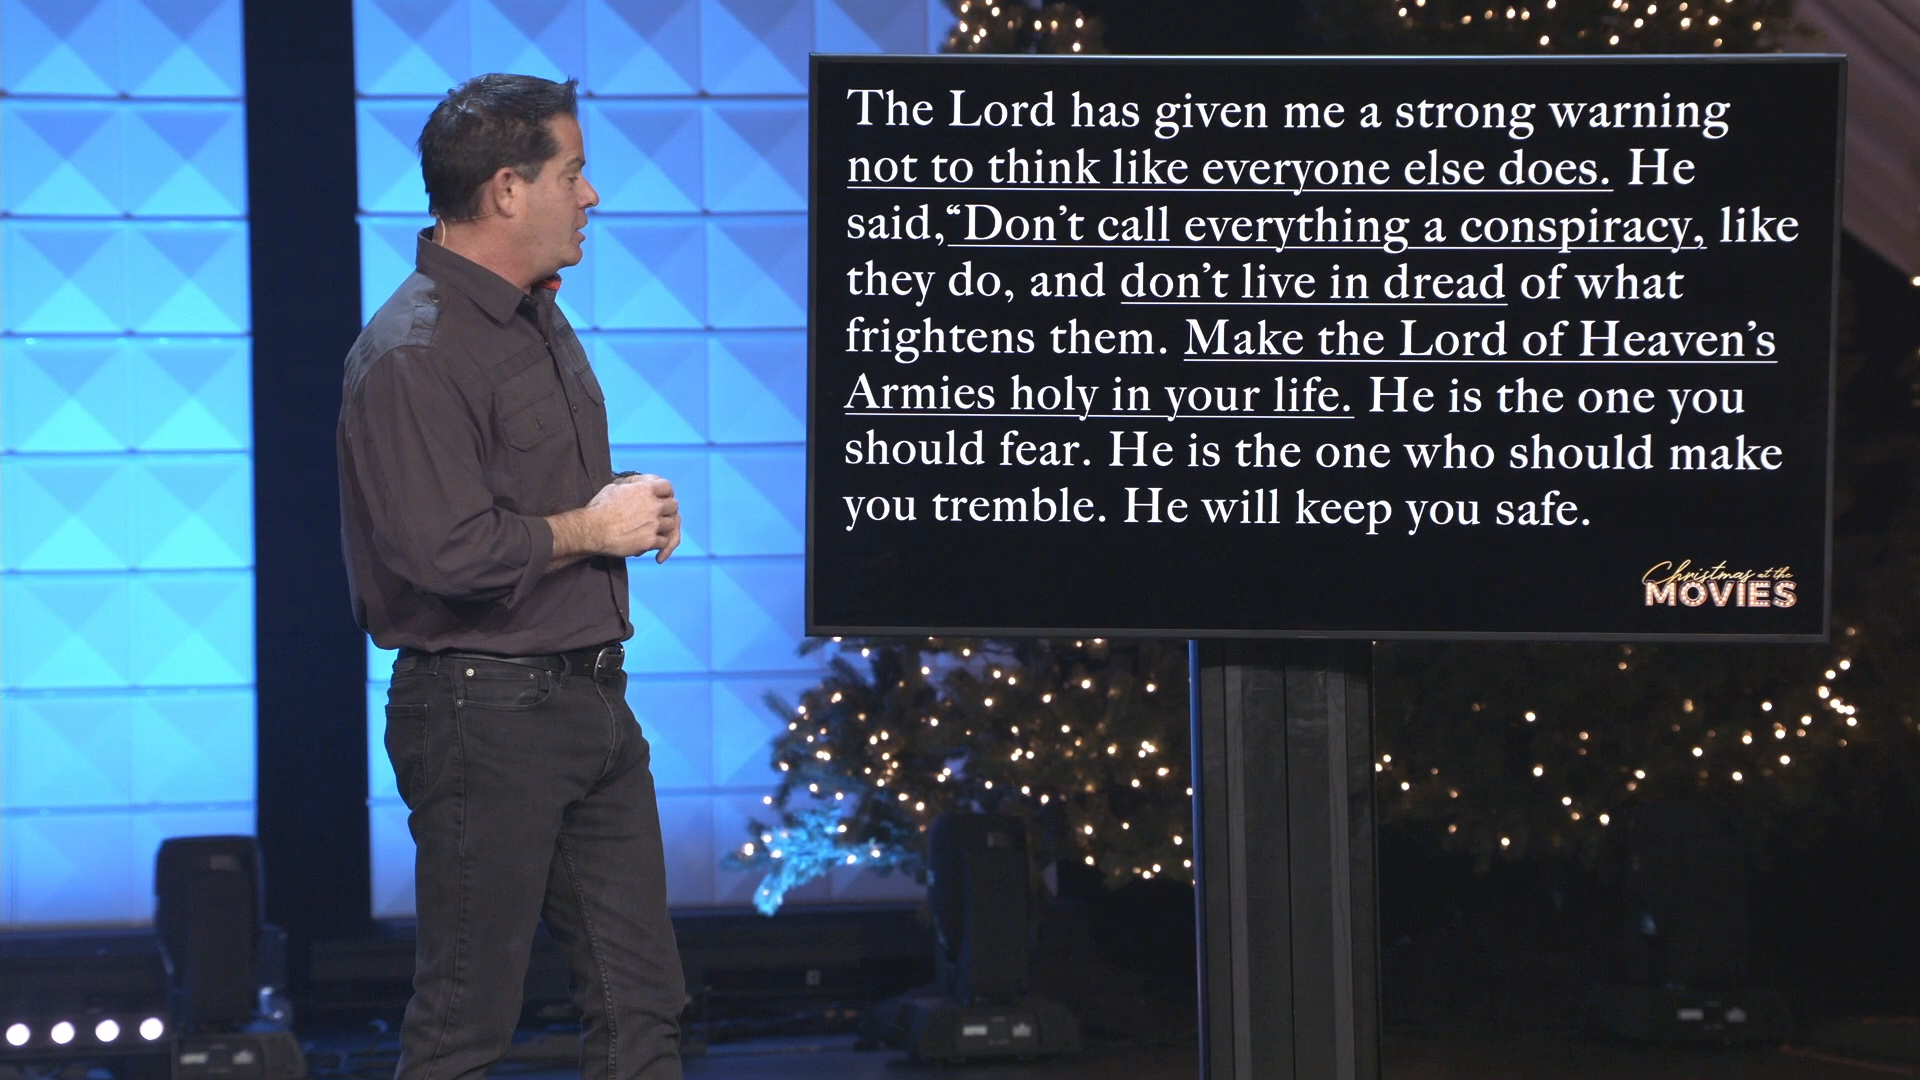 The Lord has given me a strong warning
not to think like everyone else does. He
said,“Don’t call everything a conspiracy, like
they do, and don’t live in dread of what
frightens them. Make the Lord of Heaven’s
Armies holy in your life. He is the one you
should fear. He is the one who should make
you tremble. He will keep you safe.
Christmas at the
MOVIES